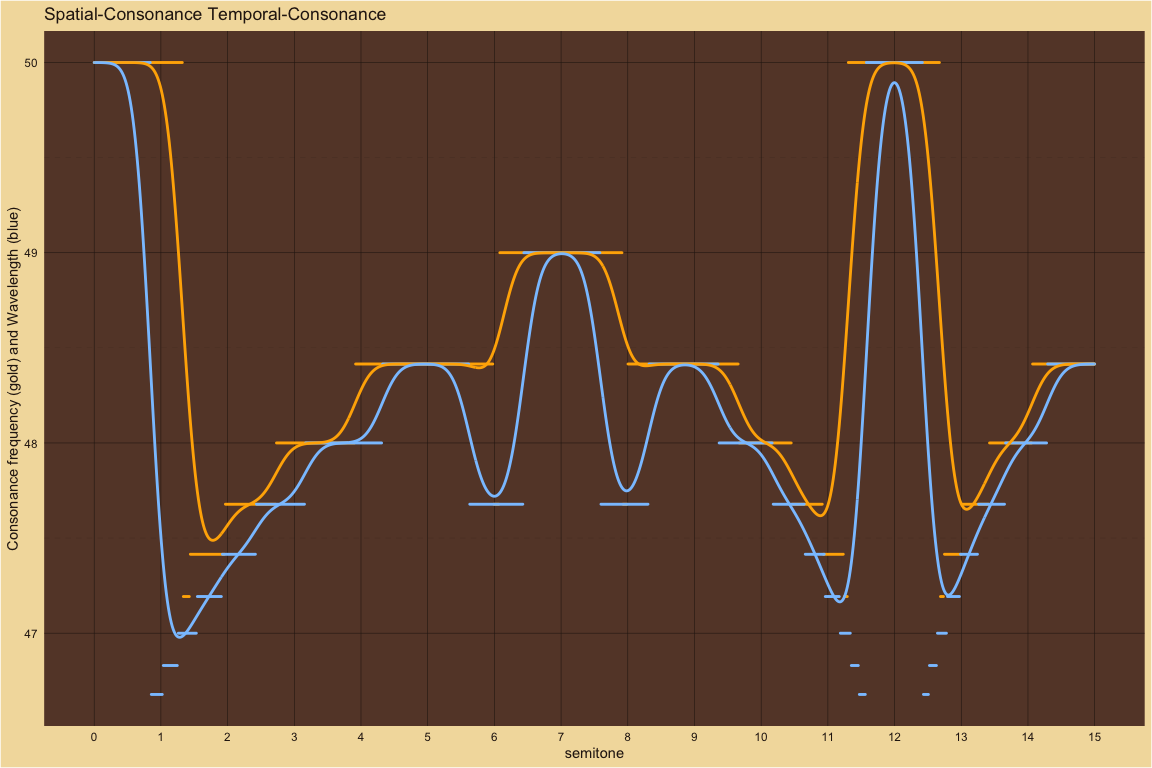 Spatial-Consonance Temporal-Consonance
Consonance frequency (gold) and Wavelength (blue)
50
49
48
47
0 1 2 3 4 5 6 7 8 9 10 11 12 13 14 15
semitone